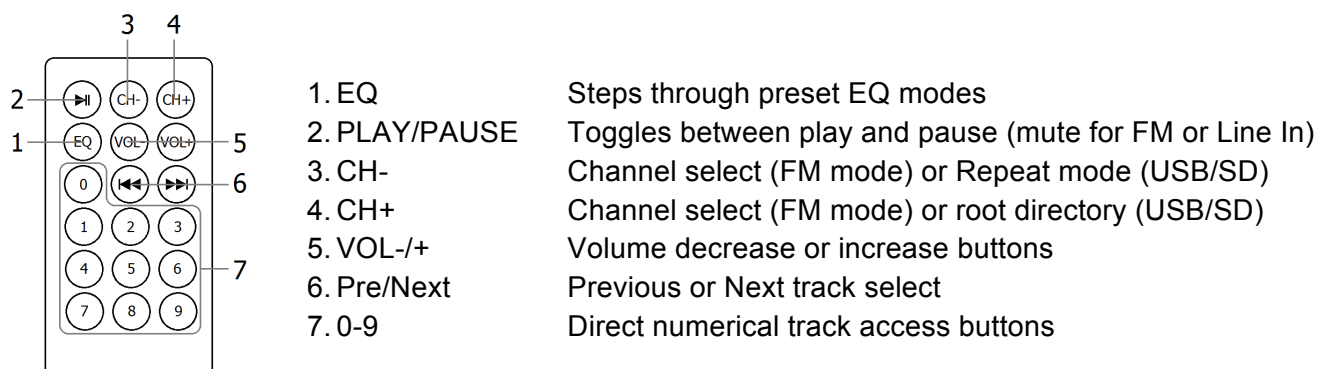 3 4
2 CH- CH+
1 EQ VOL- VOL+ 5
0 6
1 2 3
4 5 6 7
7 8 9
1. EQ Steps through preset EQ modes
2. PLAY/PAUSE Toggles between play and pause (mute for FM or Line In)
3. CH- Channel select (FM mode) or Repeat mode (USB/SD)
4. CH+ Channel select (FM mode) or root directory (USB/SD)
5. VOL-/+ Volume decrease or increase buttons
6. Pre/Next Previous or Next track select
7. 0-9 Direct numerical track access buttons